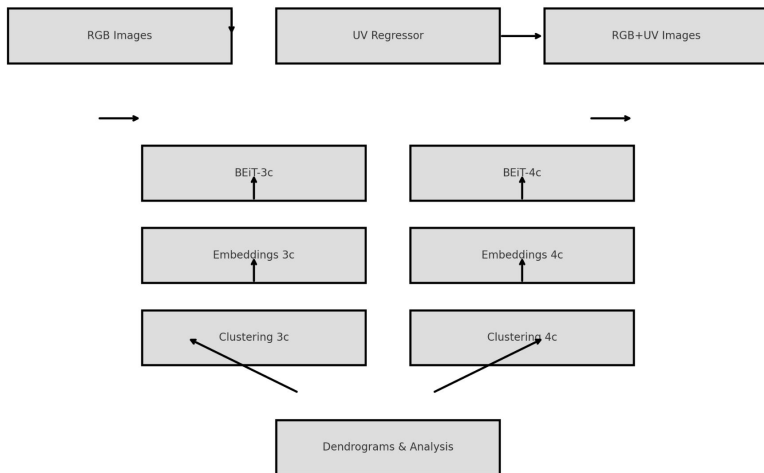 RGB Images
UV Regressor
RGB+UV Images
BEiT-3c
BEiT-4c
Embeddings 3c
Embeddings 4c
Clustering 3c
Clustering 4c
Dendrograms & Analysis